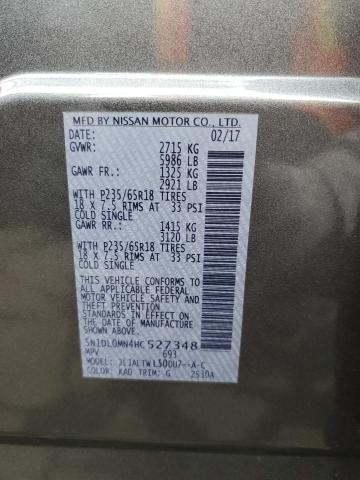 MFD BY NISSAN MOTOR CO., LTD.
DATE: 02/17
GVWR: 2715 KG
5986 LB
GAWR FR.: 1325 KG
2921 LB
WITH P235/65R18 TIRES
18 X 7.5 RIMS AT 33 PSI
COLD SINGLE
GAWR RR.: 1415 KG
3120 LB
WITH P235/65R18 TIRES
18 X 7.5 RIMS AT 33 PSI
COLD SINGLE
THIS VEHICLE CONFORMS TO ALL
APPLICABLE FEDERAL
MOTOR VEHICLE SAFETY
AND THEFT PREVENTION
STANDARDS IN EFFECT ON
THE DATE OF MANUFACTURE
SHOWN ABOVE.
5N1DL0MN4HC527348
MPV 693
MODEL:
COLOR: KAD TRIM: G